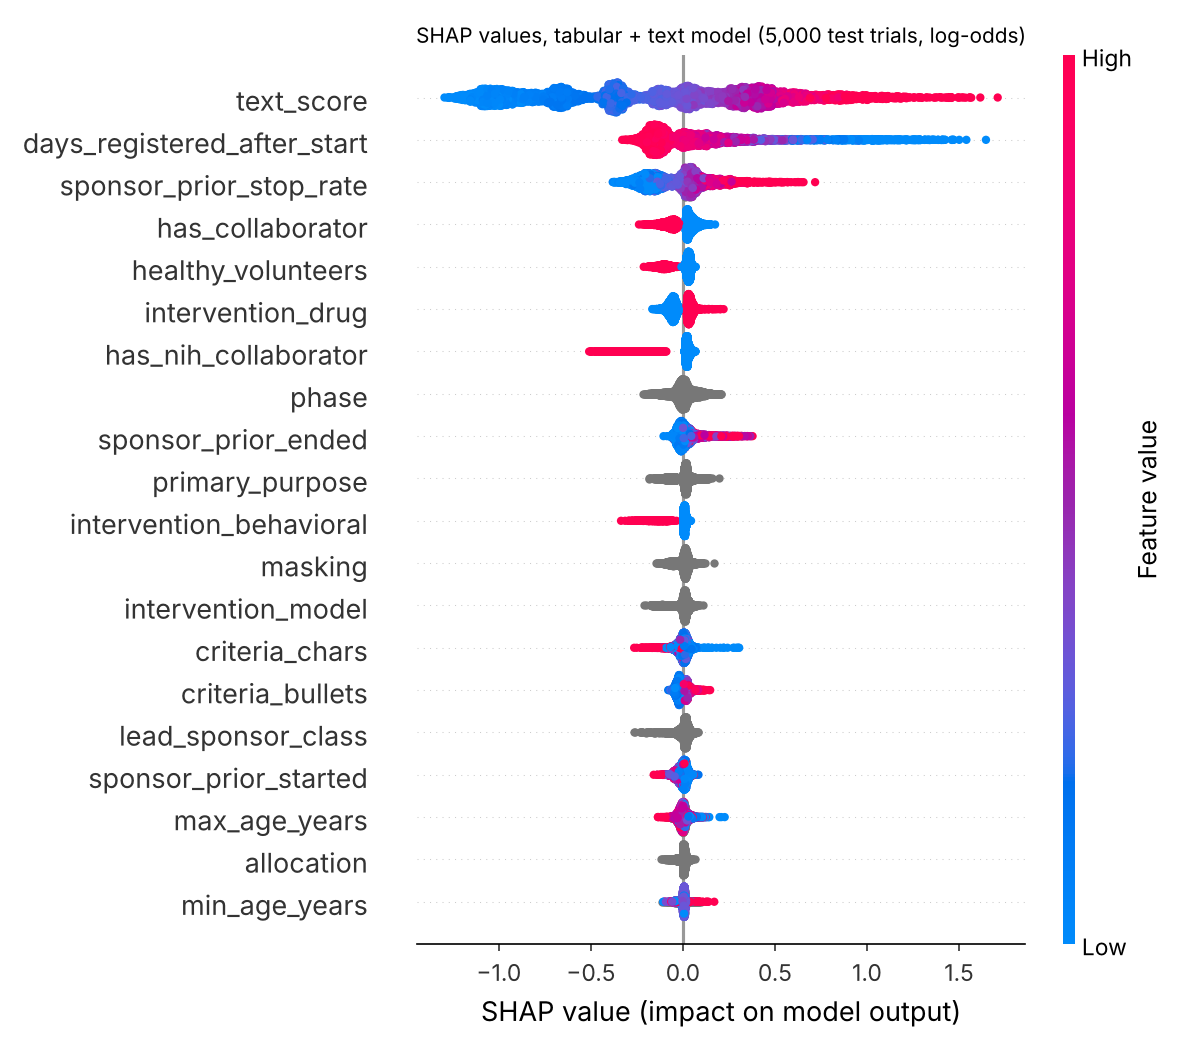 SHAP values, tabular + text model (5,000 test trials, log-odds)
High
text_score
days_registered_after_start
sponsor_prior_stop_rate
has_collaborator
healthy_volunteers
intervention_drug
has_nih_collaborator
phase
sponsor_prior_ended
primary_purpose
intervention_behavioral
masking
intervention_model
criteria_chars
criteria_bullets
lead_sponsor_class
sponsor_prior_started
max_age_years
allocation
min_age_years
Feature value
Low
−1.0 −0.5 0.0 0.5 1.0 1.5
SHAP value (impact on model output)